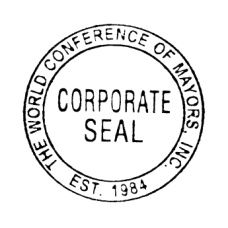 THE WORLD CONFERENCE OF MAYORS, INC.
CORPORATE
SEAL
EST. 1984